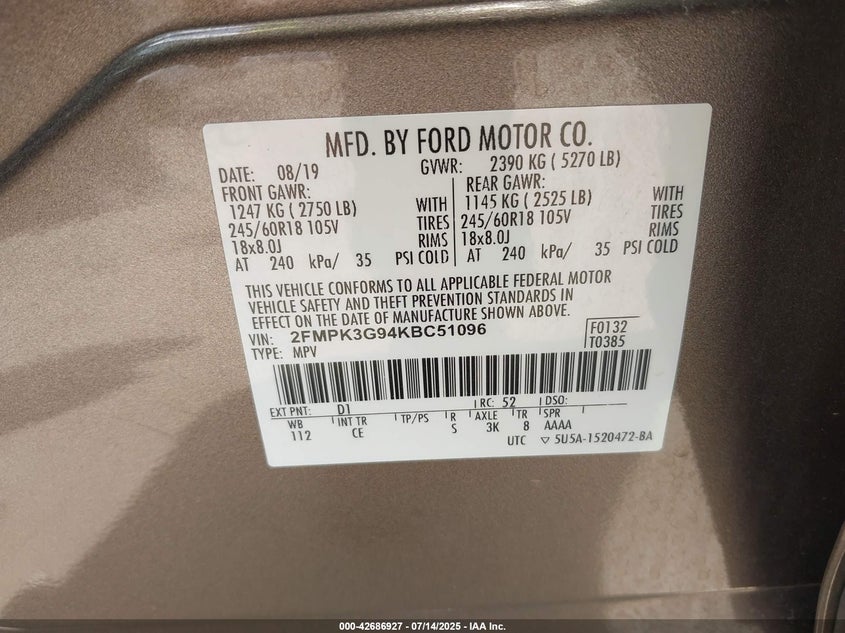 MFD. BY FORD MOTOR CO.
DATE: 08/19 GVWR: 2390 KG ( 5270 LB)
FRONT GAWR: REAR GAWR:
1247 KG ( 2750 LB) WITH 1145 KG ( 2525 LB) WITH
245/60R18 105V TIRES 245/60R18 105V TIRES
18x8.0J RIMS 18x8.0J RIMS
AT 240 kPa/ 35 PSI COLD AT 240 kPa/ 35 PSI COLD
THIS VEHICLE CONFORMS TO ALL APPLICABLE FEDERAL MOTOR
VEHICLE SAFETY AND THEFT PREVENTION STANDARDS IN
EFFECT ON THE DATE OF MANUFACTURE SHOWN ABOVE.
VIN: 2FMPK3G94KBC51096 F0132
TYPE: MPV T0385
EXT PNT: D1 RC: 52 DSO:
WB INT TR TP/PS R AXLE TR SPR
112 CE S 3K 8 AAAA
UTC ▽ 5U5A-1520472-BA
000-42686927 - 07/14/2025 - IAA Inc.